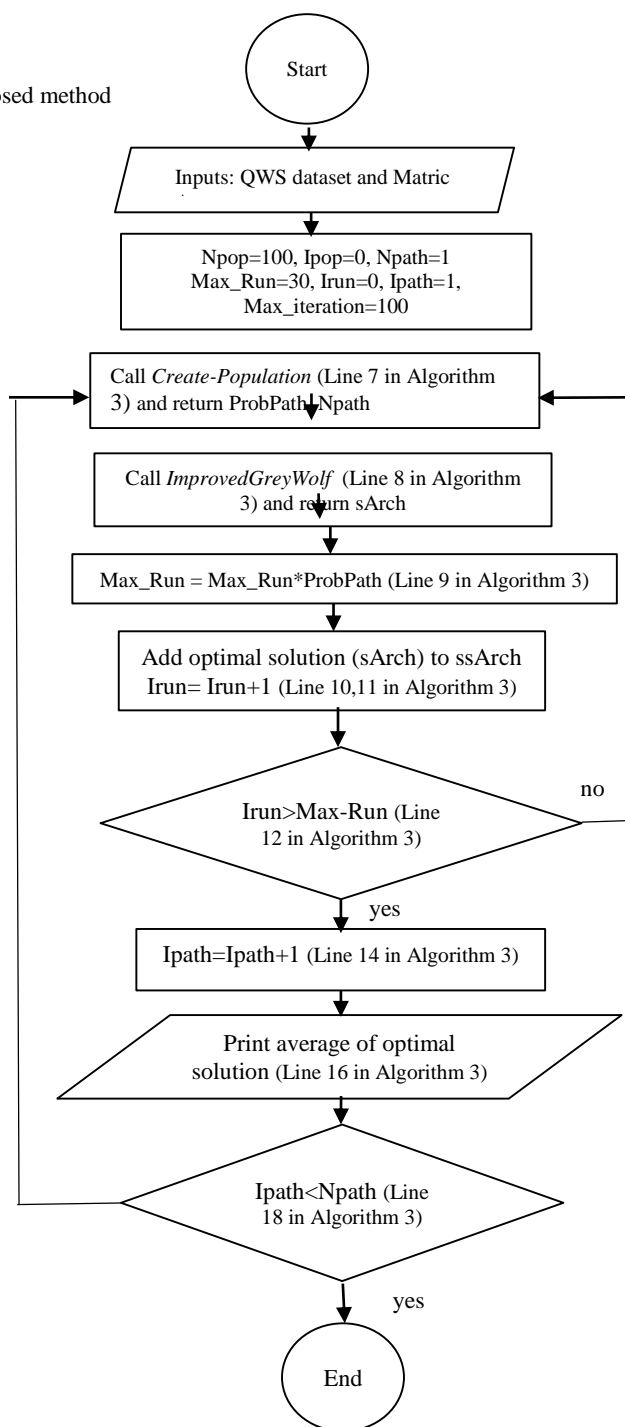 Start
osed method
Inputs: QWS dataset and Matric
Npop=100, Ipop=0, Npath=1
Max_Run=30, Irun=0, Ipath=1,
Max_iteration=100
Call Create-Population (Line 7 in Algorithm
3) and return ProbPath, Npath
Call ImprovedGreyWolf (Line 8 in Algorithm
3) and return sArch
Max_Run = Max_Run*ProbPath (Line 9 in Algorithm 3)
Add optimal solution (sArch) to ssArch
Irun= Irun+1 (Line 10,11 in Algorithm 3)
no
Irun>Max-Run (Line
12 in Algorithm 3)
yes
Ipath=Ipath+1 (Line 14 in Algorithm 3)
Print average of optimal
solution (Line 16 in Algorithm 3)
Ipath<Npath (Line
18 in Algorithm 3)
yes
End